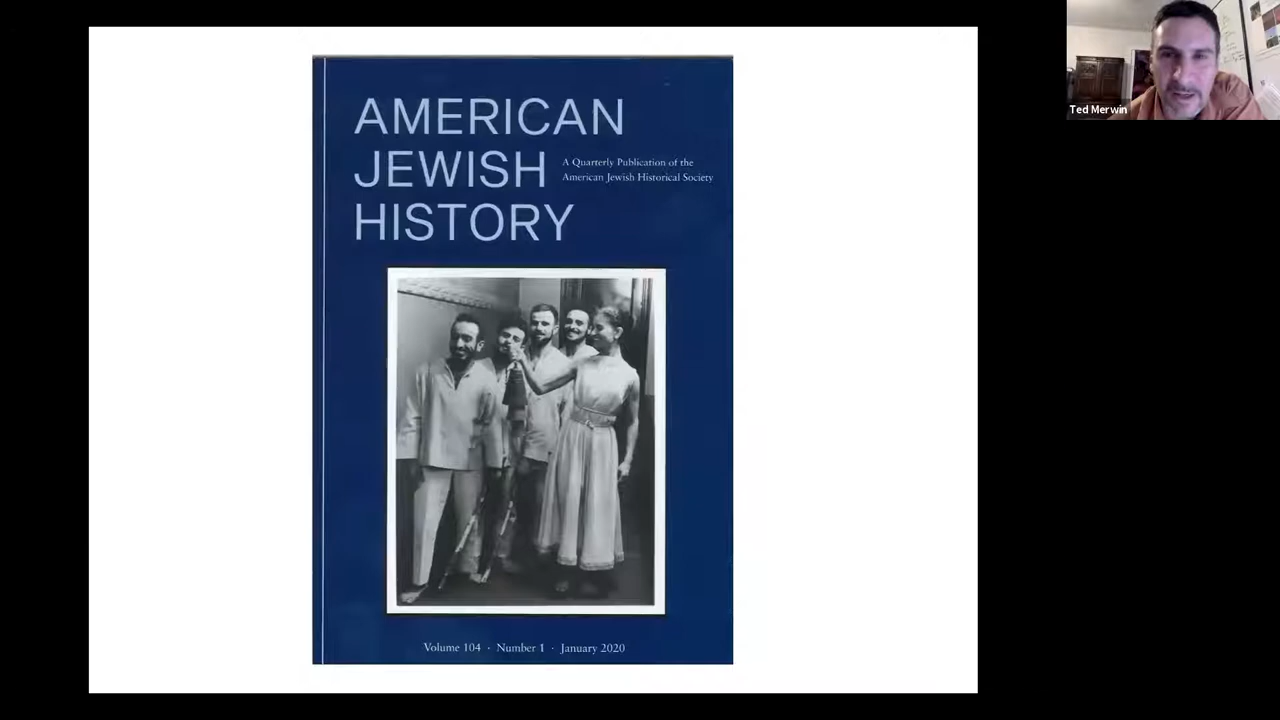 AMERICAN
JEWISH
HISTORY
A Quarterly Publication of the
American Jewish Historical Society
Volume 104 · Number 1 · January 2020
Ted Merwin